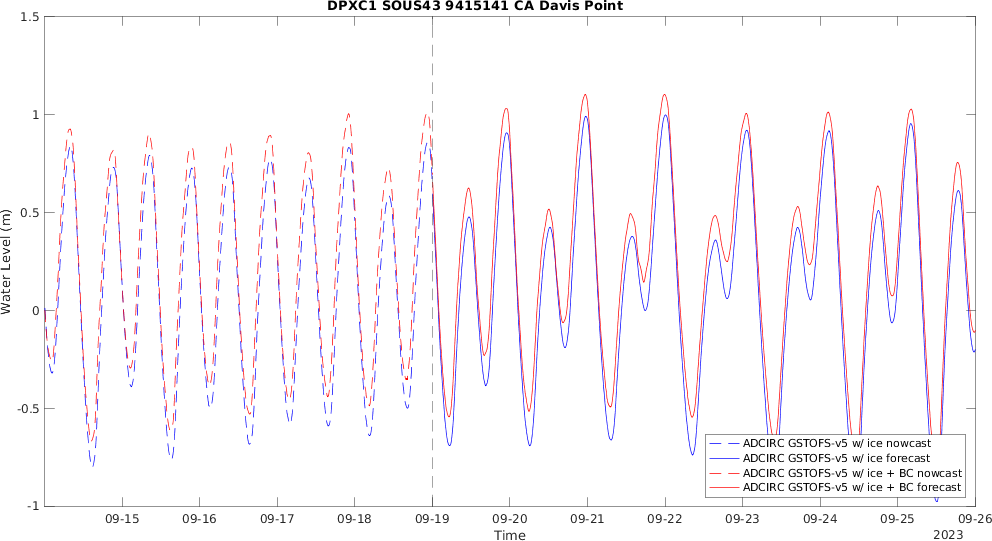 DPXC1 SOUS43 9415141 CA Davis Point
1.5
1
0.5
0
-0.5
-1
Water Level (m)
09-15
09-16
09-17
09-18
09-19
09-20
09-21
09-22
09-23
09-24
09-25
09-26
Time
2023
ADCIRC GSTOFS-v5 w/ ice nowcast
ADCIRC GSTOFS-v5 w/ ice forecast
ADCIRC GSTOFS-v5 w/ ice + BC nowcast
ADCIRC GSTOFS-v5 w/ ice + BC forecast